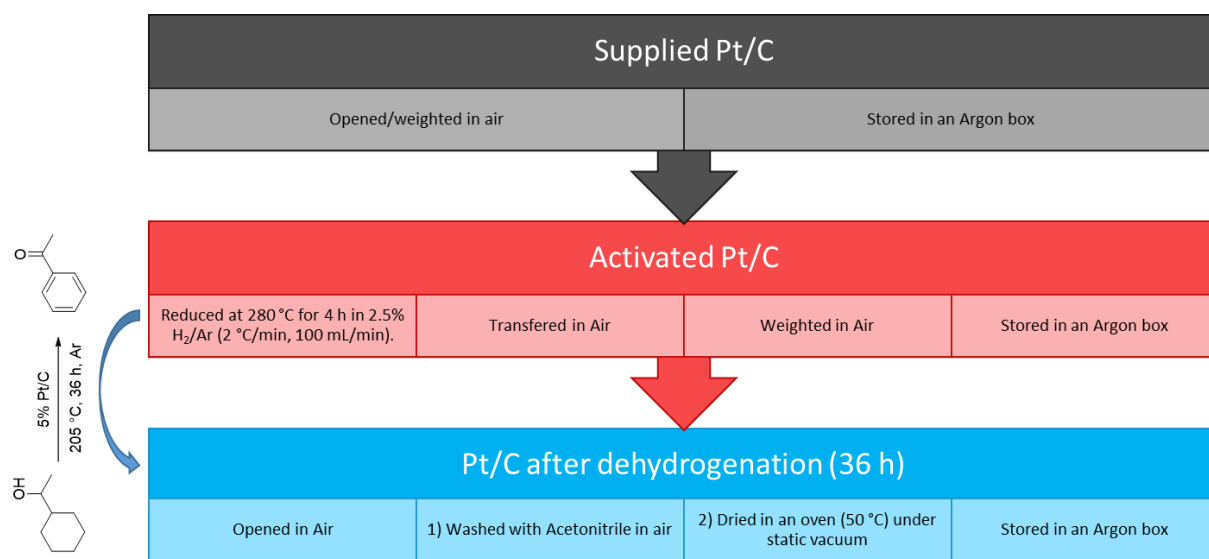 Supplied Pt/C
Opened/weighted in air
Stored in an Argon box
Activated Pt/C
Reduced at 280 °C for 4 h in 2.5%
H₂/Ar (2 °C/min, 100 mL/min).
Transfered in Air
Weighted in Air
Stored in an Argon box
Pt/C after dehydrogenation (36 h)
Opened in Air
1) Washed with Acetonitrile in air
2) Dried in an oven (50 °C) under
static vacuum
Stored in an Argon box
O
5% Pt/C
205 °C, 36 h, Ar
OH